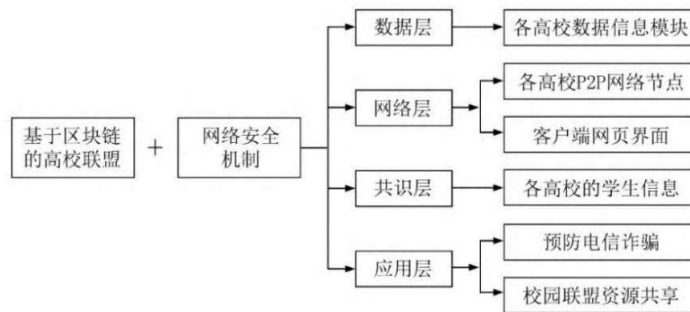 基于区块链
的高校联盟
+
网络安全
机制
数据层
各高校数据信息模块
网络层
各高校P2P网络节点
客户端网页界面
共识层
各高校的学生信息
应用层
预防电信诈骗
校园联盟资源共享